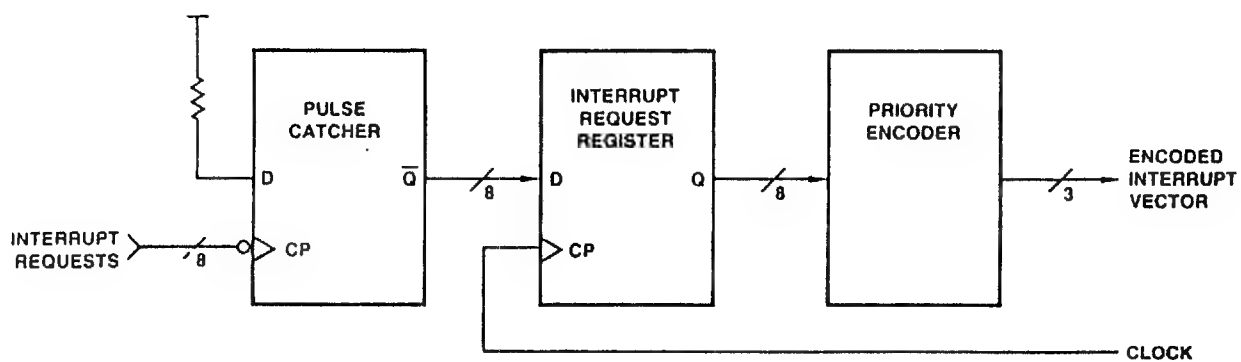 PULSE
CATCHER
D
Q̅
8
INTERRUPT
REQUESTS
8
CP
INTERRUPT
REQUEST
REGISTER
D
Q
8
CP
PRIORITY
ENCODER
3
ENCODED
INTERRUPT
VECTOR
CLOCK